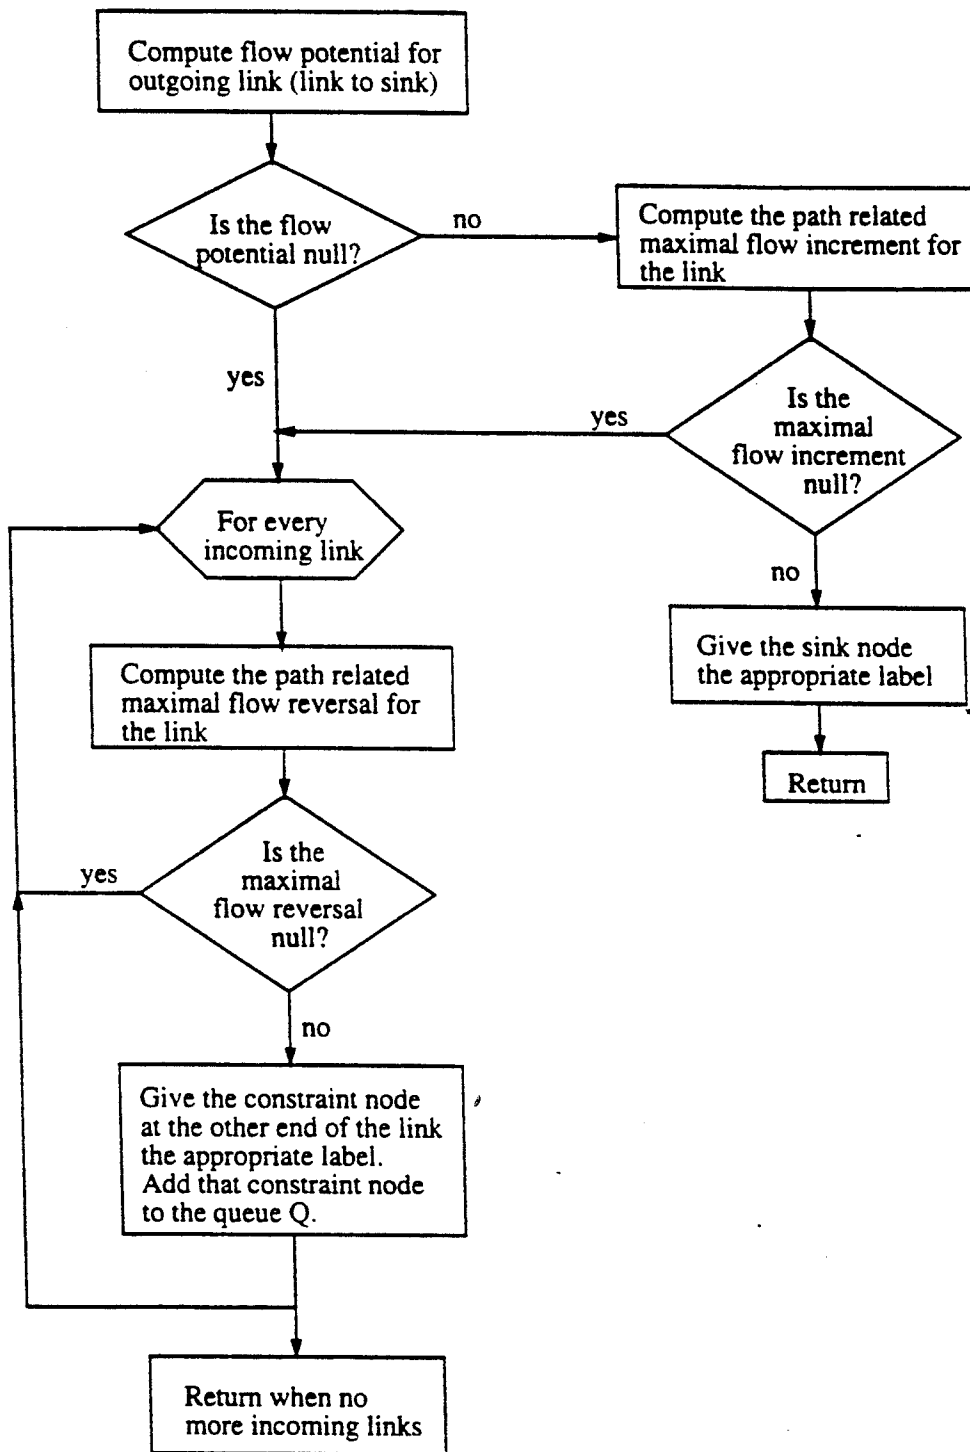 Compute flow potential for
outgoing link (link to sink)
Is the flow
potential null?
no
Compute the path related
maximal flow increment for
the link
yes
yes
Is the
maximal
flow increment
null?
no
Give the sink node
the appropriate label
Return
For every
incoming link
Compute the path related
maximal flow reversal for
the link
Is the
maximal
flow reversal
null?
yes
no
Give the constraint node
at the other end of the link
the appropriate label.
Add that constraint node
to the queue Q.
Return when no
more incoming links